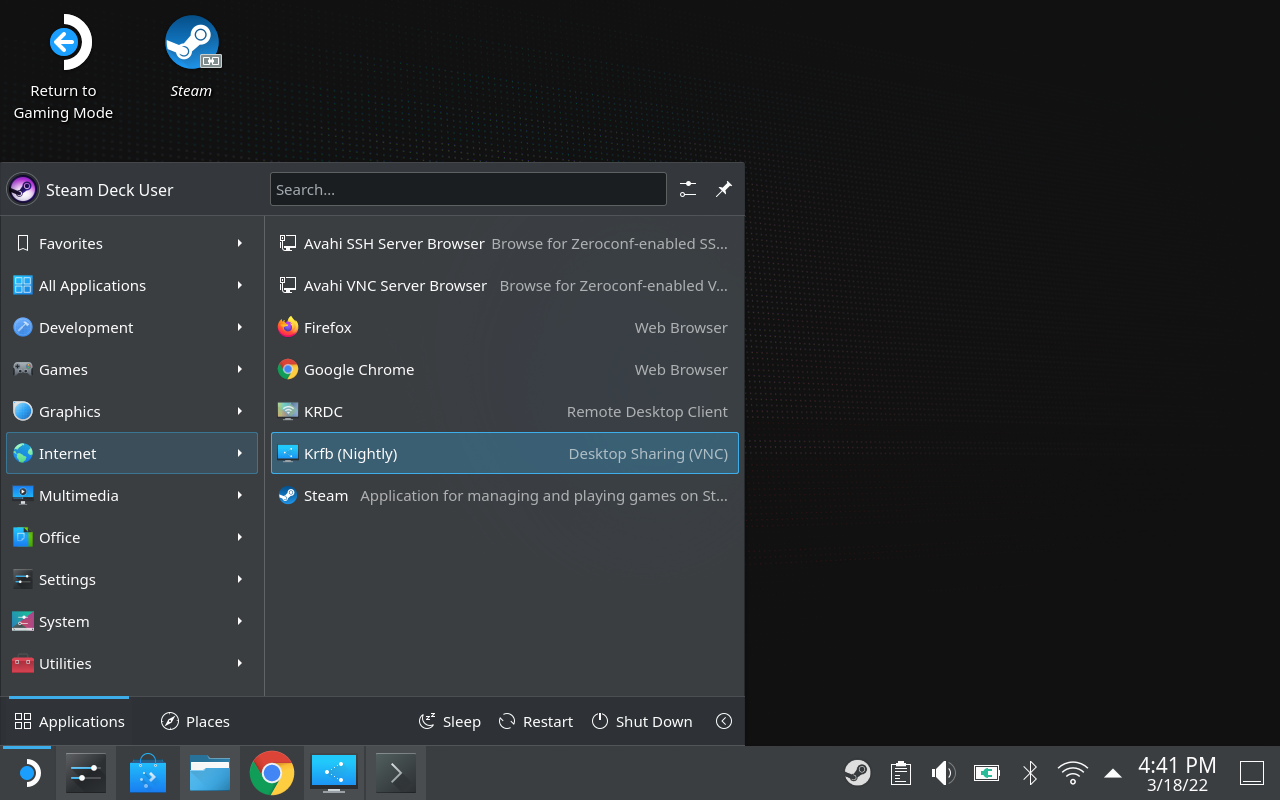 Return to
Gaming Mode
Steam
Steam Deck User
Search...
Favorites
All Applications
Development
Games
Graphics
Internet
Multimedia
Office
Settings
System
Utilities
Avahi SSH Server Browser Browse for Zeroconf-enabled SS...
Avahi VNC Server Browser Browse for Zeroconf-enabled V...
Firefox Web Browser
Google Chrome Web Browser
KRDC Remote Desktop Client
Krfb (Nightly) Desktop Sharing (VNC)
Steam Application for managing and playing games on St...
Applications Places Sleep Restart Shut Down
4:41 PM
3/18/22